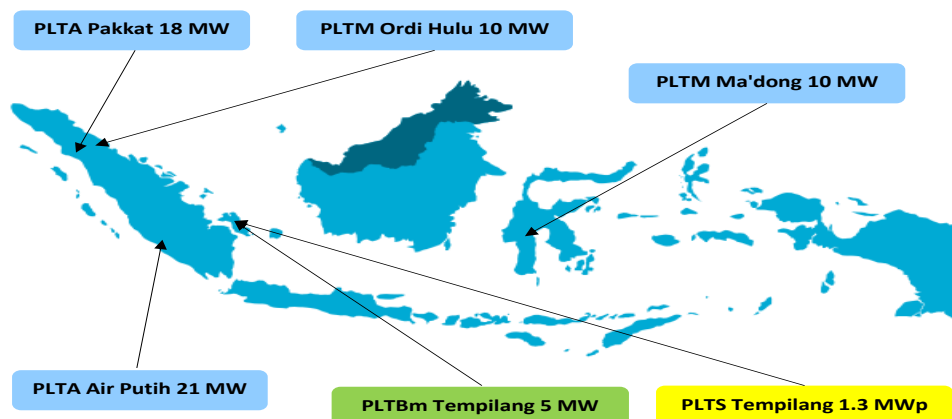 PLTA Pakkat 18 MW
PLTM Ordi Hulu 10 MW
PLTM Ma'dong 10 MW
PLTA Air Putih 21 MW
PLTBm Tempilang 5 MW
PLTS Tempilang 1.3 MWp